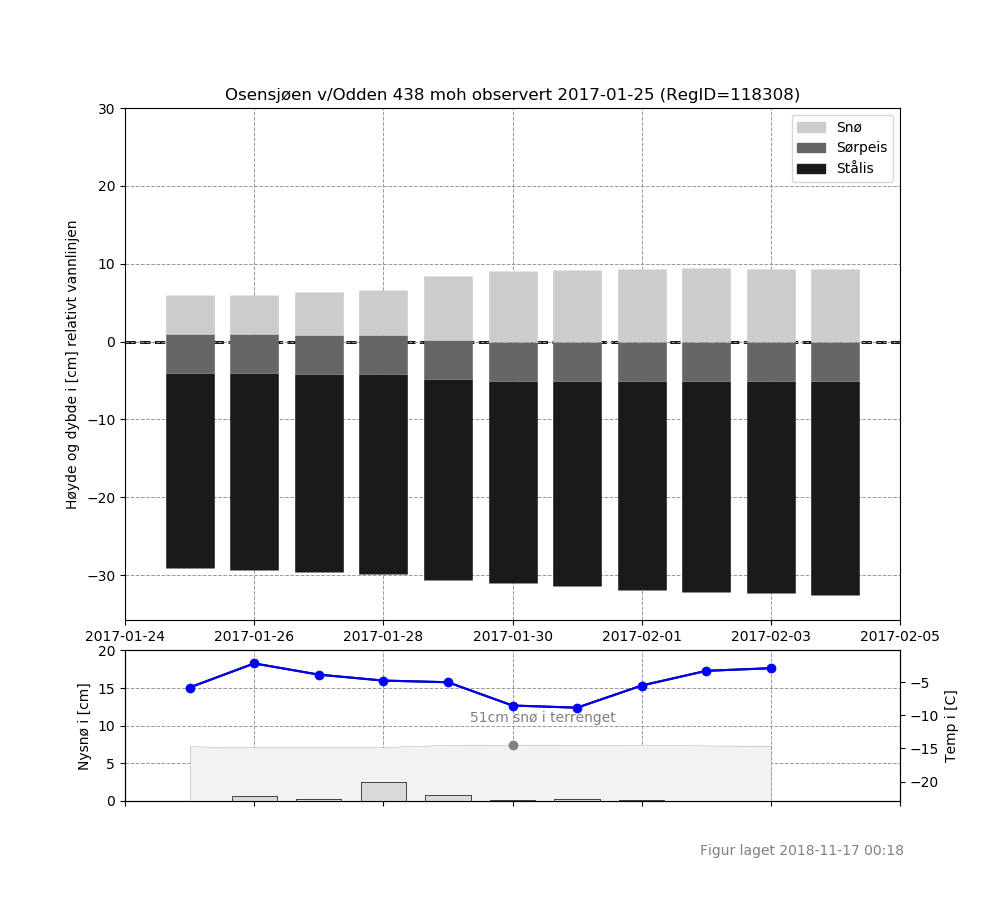 Osensjøen v/Odden 438 moh observert 2017-01-25 (RegID=118308)
Snø
Sørpeis
Stålis
Høyde og dybde i [cm] relativt vannlinjen
30
20
10
0
−10
−20
−30
2017-01-24 2017-01-26 2017-01-28 2017-01-30 2017-02-01 2017-02-03 2017-02-05
Nysnø i [cm]
20
15
10
5
0
51cm snø i terrenget
−5
−10
−15
−20
Temp i [C]
Figur laget 2018-11-17 00:18